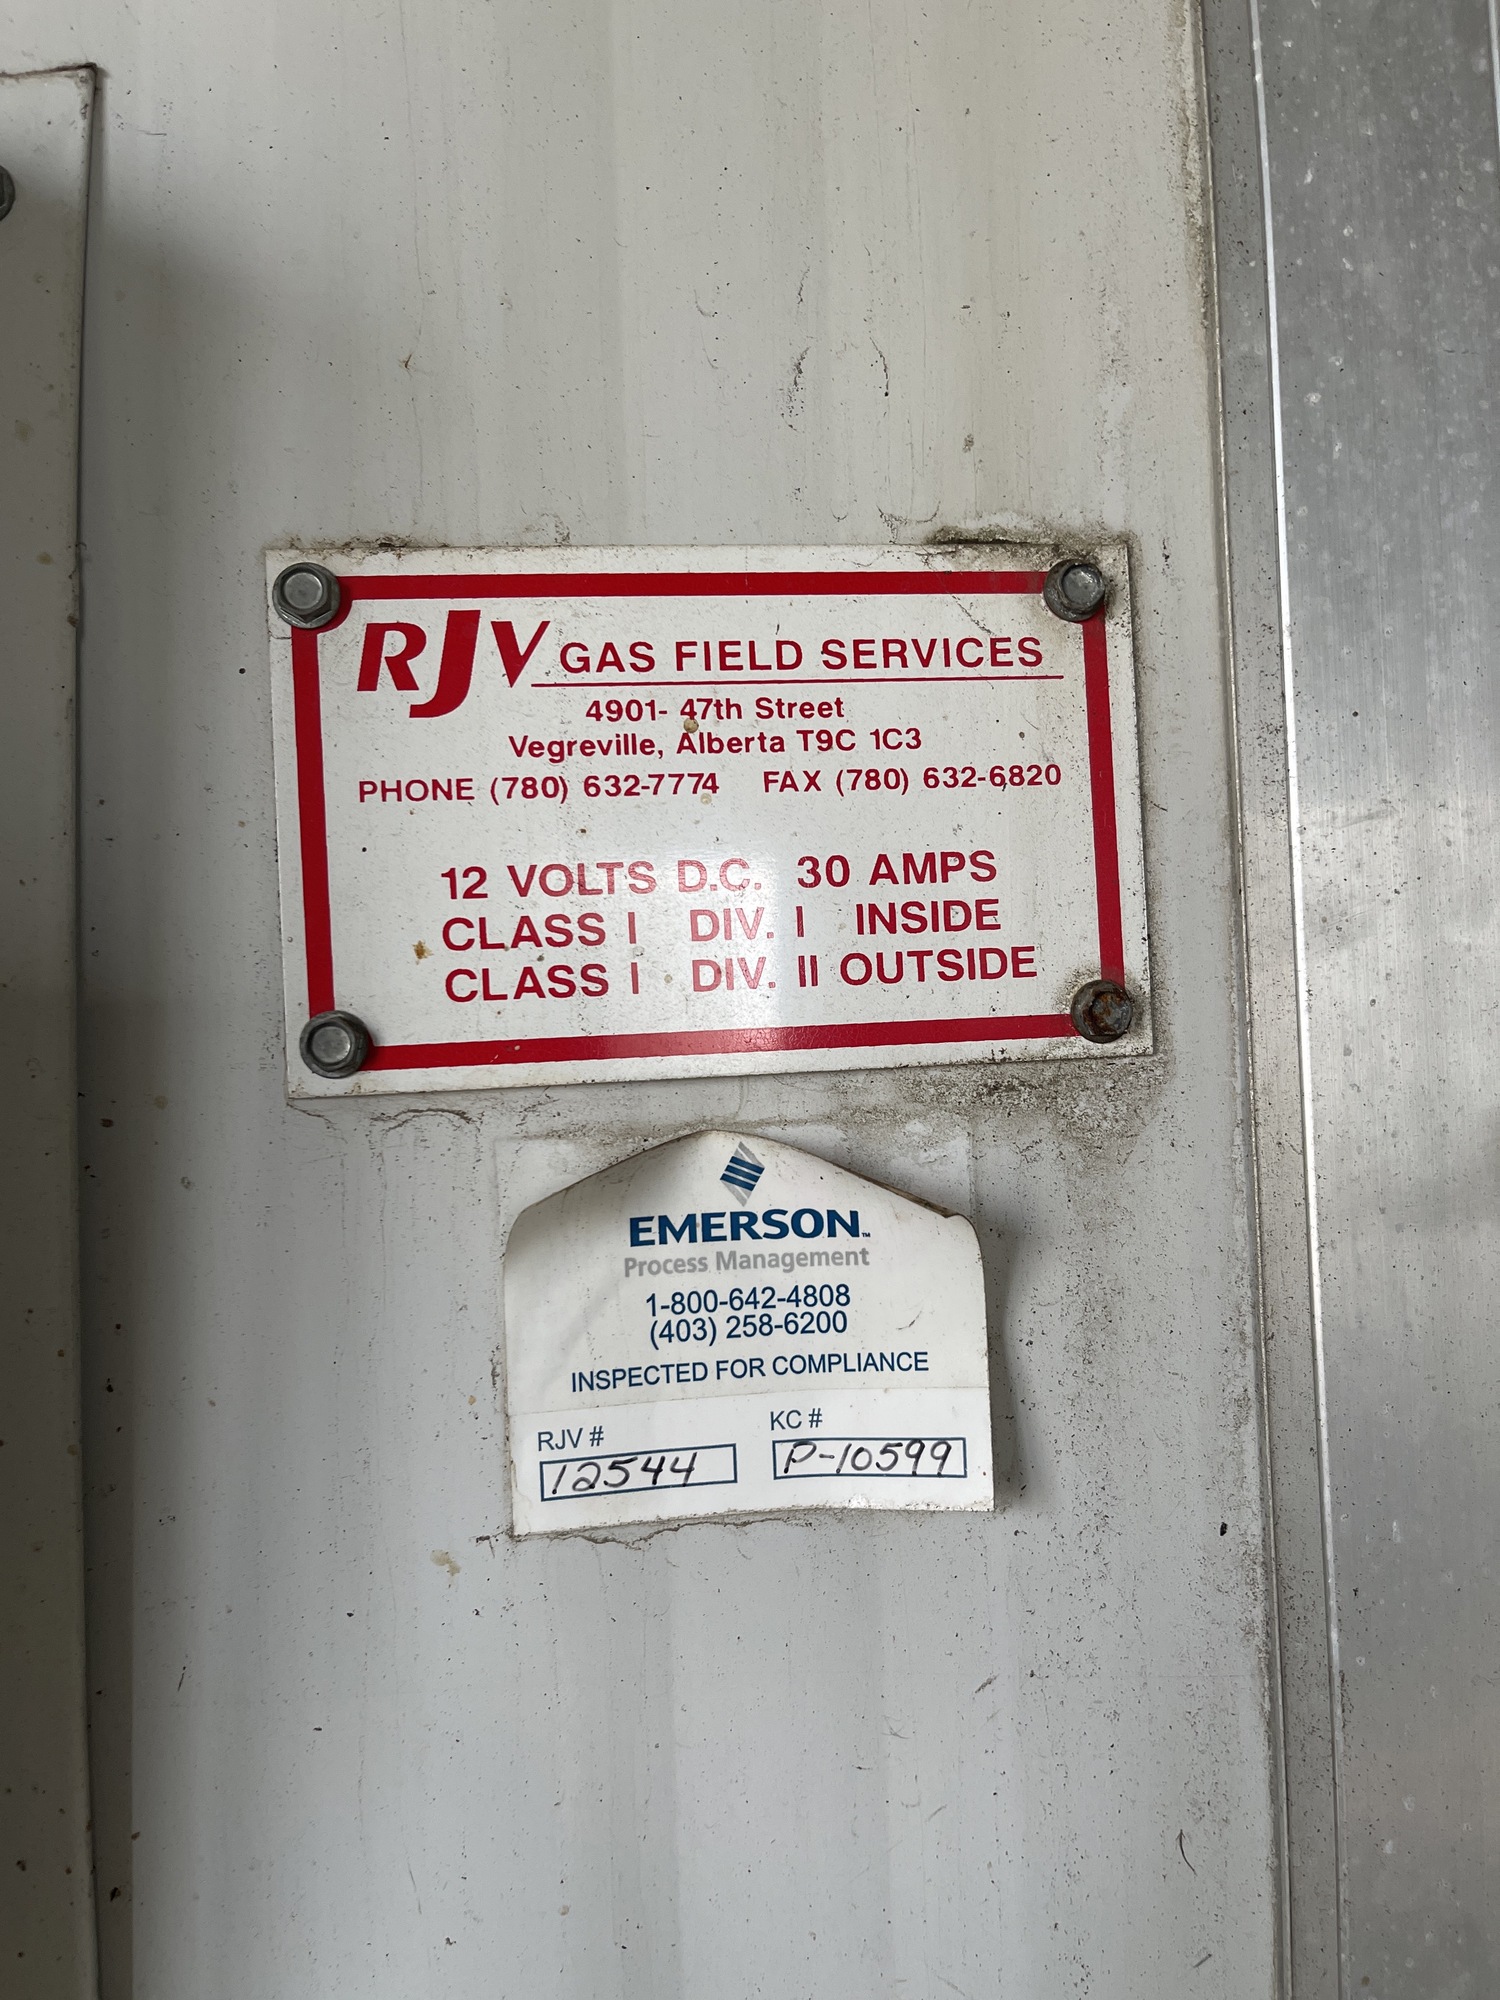 RJV GAS FIELD SERVICES
4901- 47th Street
Vegreville, Alberta T9C 1C3
PHONE (780) 632-7774 FAX (780) 632-6820
12 VOLTS D.C. 30 AMPS
CLASS I DIV. I INSIDE
CLASS I DIV. II OUTSIDE
EMERSON™
Process Management
1-800-642-4808
(403) 258-6200
INSPECTED FOR COMPLIANCE
RJV # KC #
12544 P-10599